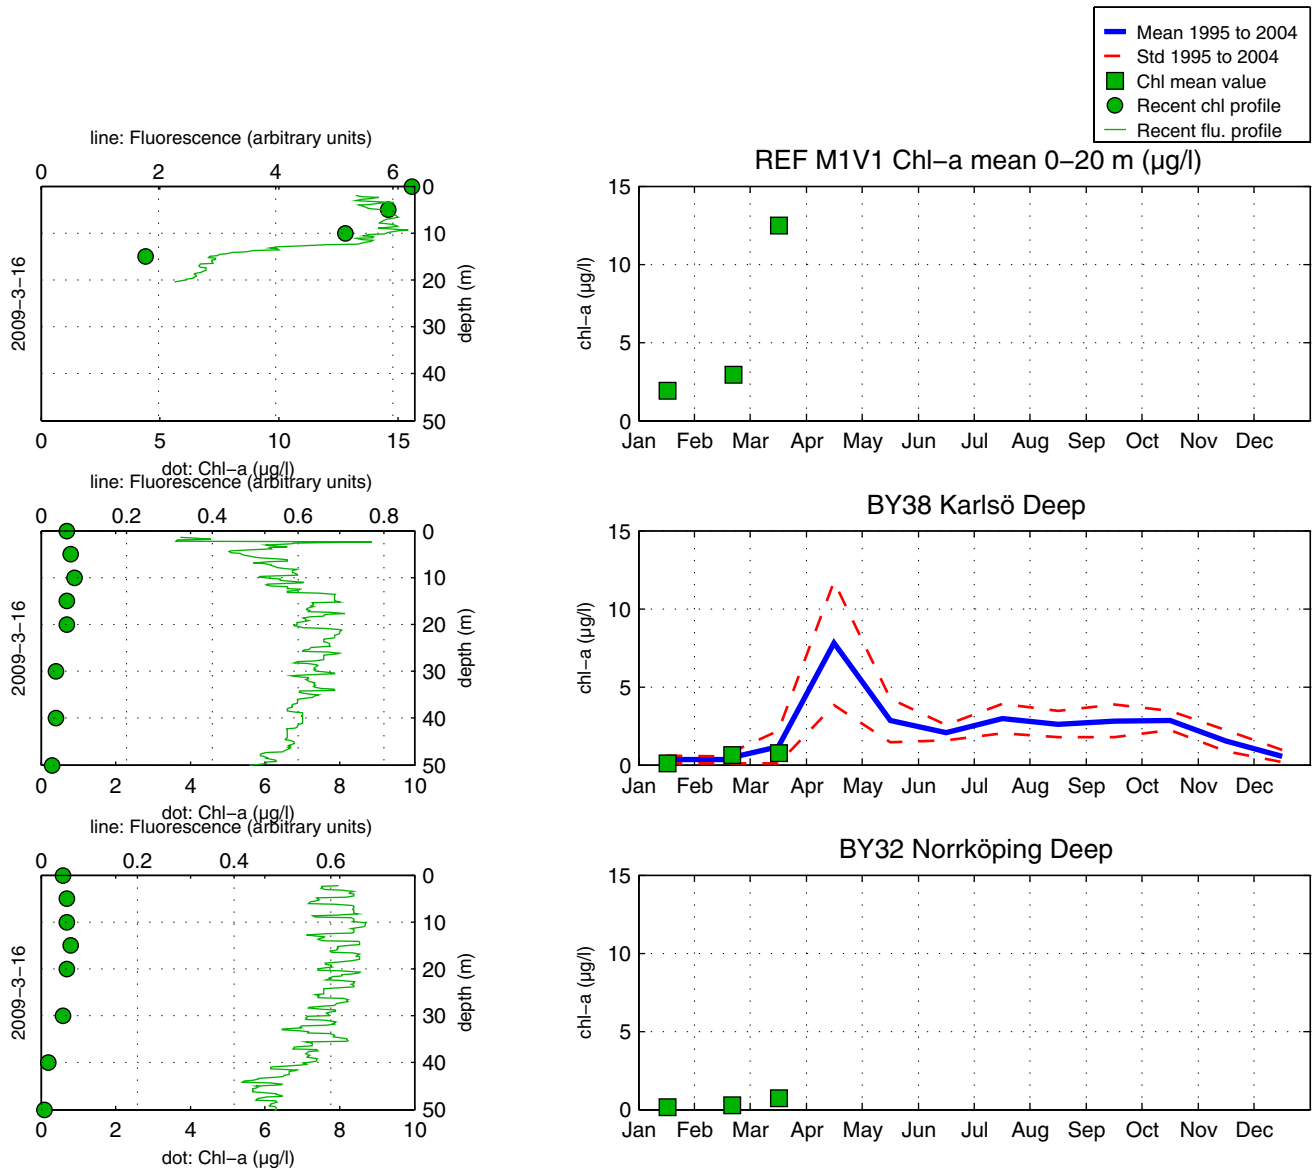 Mean 1995 to 2004
Std 1995 to 2004
Chl mean value
Recent chl profile
Recent flu. profile
line: Fluorescence (arbitrary units)
0 2 4 6
0
10
20
30
40
50
depth (m)
2009−3−16
0 5 10 15
dot: Chl−a (µg/l)
REF M1V1 Chl−a mean 0−20 m (µg/l)
15
10
5
0
chl−a (µg/l)
Jan Feb Mar Apr May Jun Jul Aug Sep Oct Nov Dec
line: Fluorescence (arbitrary units)
0 0.2 0.4 0.6 0.8
0
10
20
30
40
50
depth (m)
2009−3−16
0 2 4 6 8 10
dot: Chl−a (µg/l)
BY38 Karlsö Deep
15
10
5
0
chl−a (µg/l)
Jan Feb Mar Apr May Jun Jul Aug Sep Oct Nov Dec
line: Fluorescence (arbitrary units)
0 0.2 0.4 0.6
0
10
20
30
40
50
depth (m)
2009−3−16
0 2 4 6 8 10
dot: Chl−a (µg/l)
BY32 Norrköping Deep
15
10
5
0
chl−a (µg/l)
Jan Feb Mar Apr May Jun Jul Aug Sep Oct Nov Dec